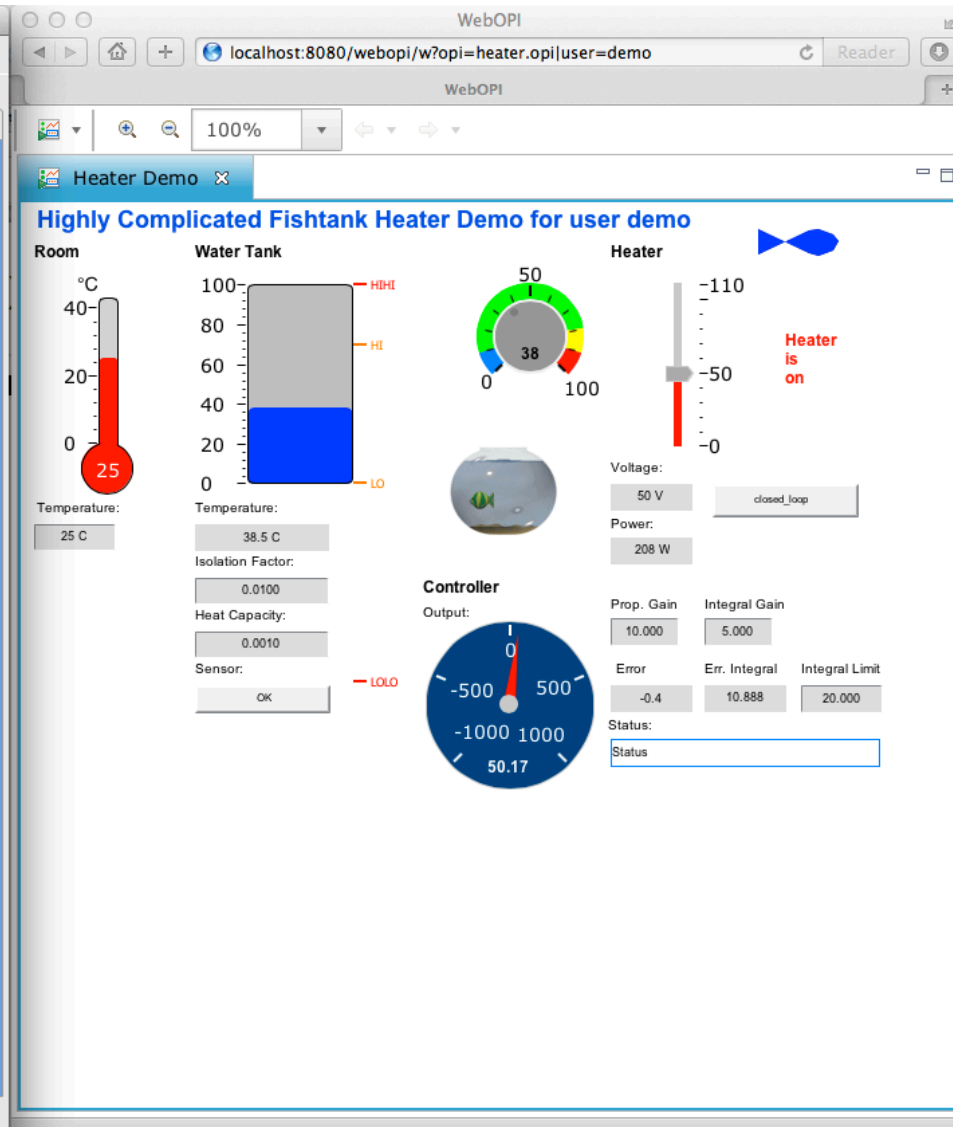 WebOPI
localhost:8080/webopi/w?opi=heater.opi|user=demo
Reader
WebOPI
100%
Heater Demo
Highly Complicated Fishtank Heater Demo for user demo
Room
Water Tank
Heater
°C
40
20
0
25
Temperature:
25 C
100
80
60
40
20
0
HIHI
HI
LO
LOLO
Temperature:
38.5 C
Isolation Factor:
0.0100
Heat Capacity:
0.0010
Sensor:
OK
50
38
0
100
Controller
Output:
0
-500
500
-1000
1000
50.17
110
50
0
Heater
is
on
Voltage:
50 V
closed_loop
Power:
208 W
Prop. Gain
Integral Gain
10.000
5.000
Error
Err. Integral
Integral Limit
-0.4
10.888
20.000
Status:
Status